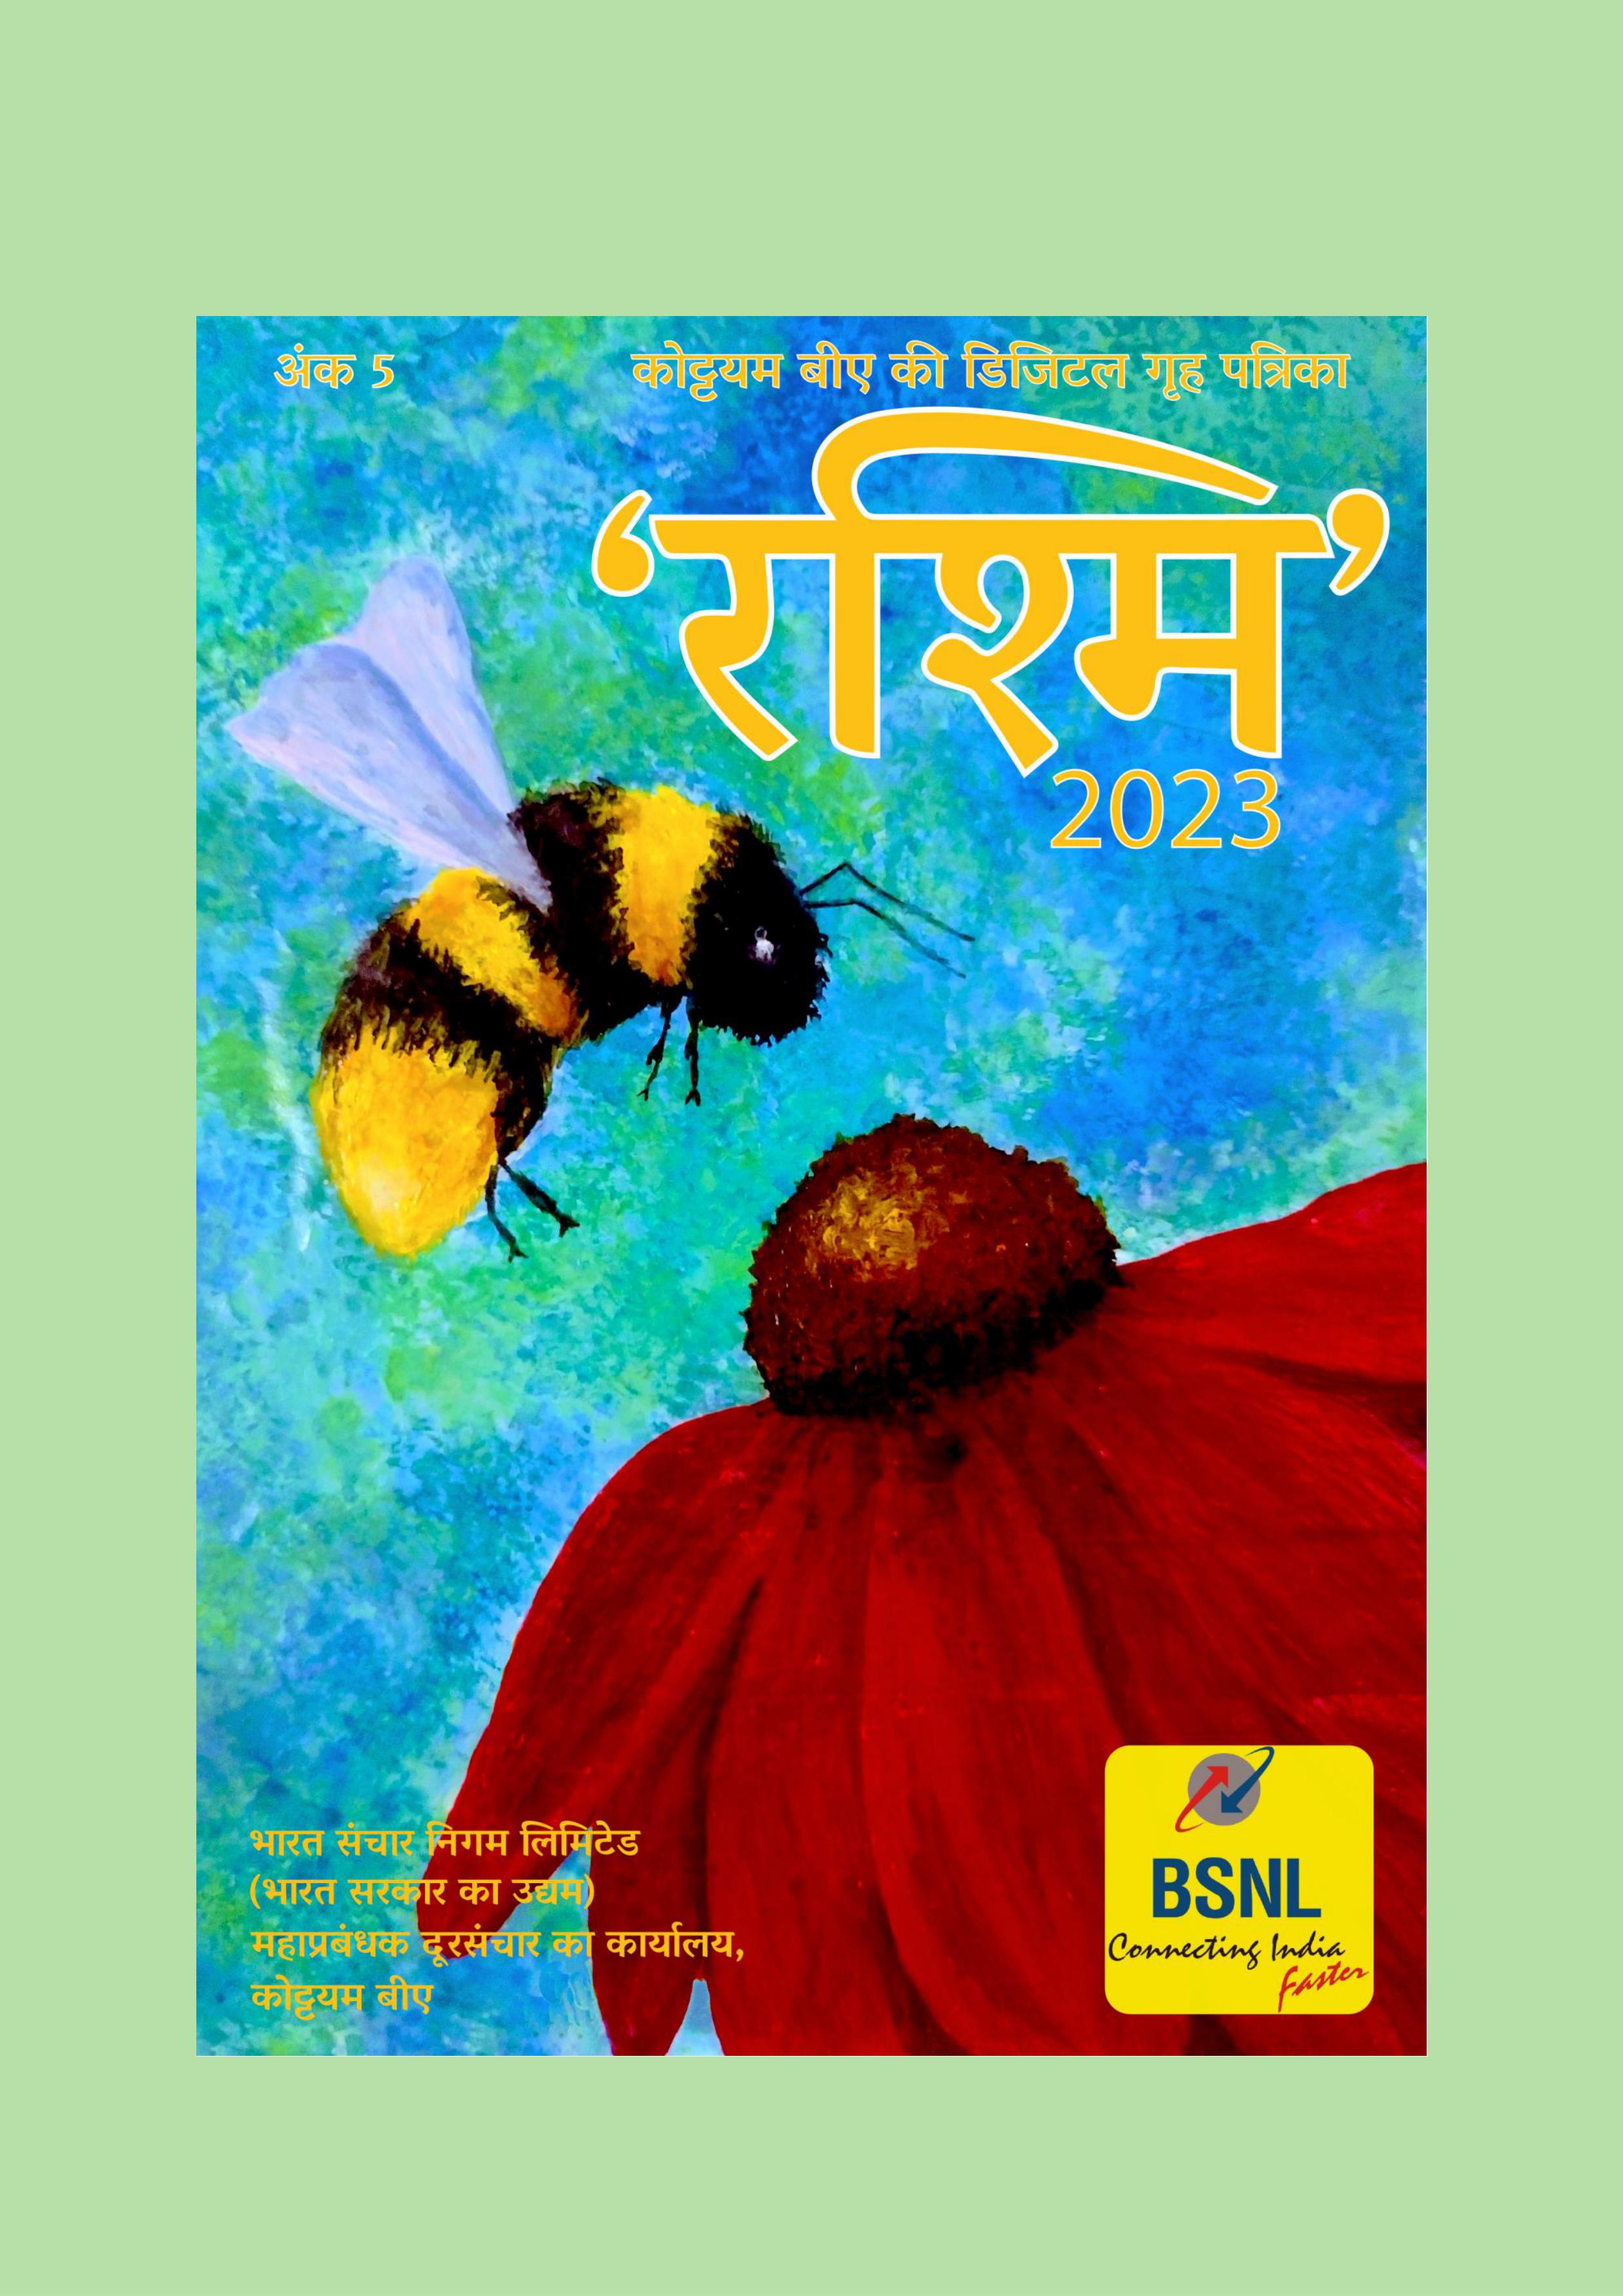 अंक 5
कोट्टयम बीए की डिजिटल गृह पत्रिका
‘रश्मि’
2023
भारत संचार निगम लिमिटेड
(भारत सरकार का उद्यम)
महाप्रबंधक दूरसंचार का कार्यालय,
कोट्टयम बीए
BSNL
Connecting India
Faster